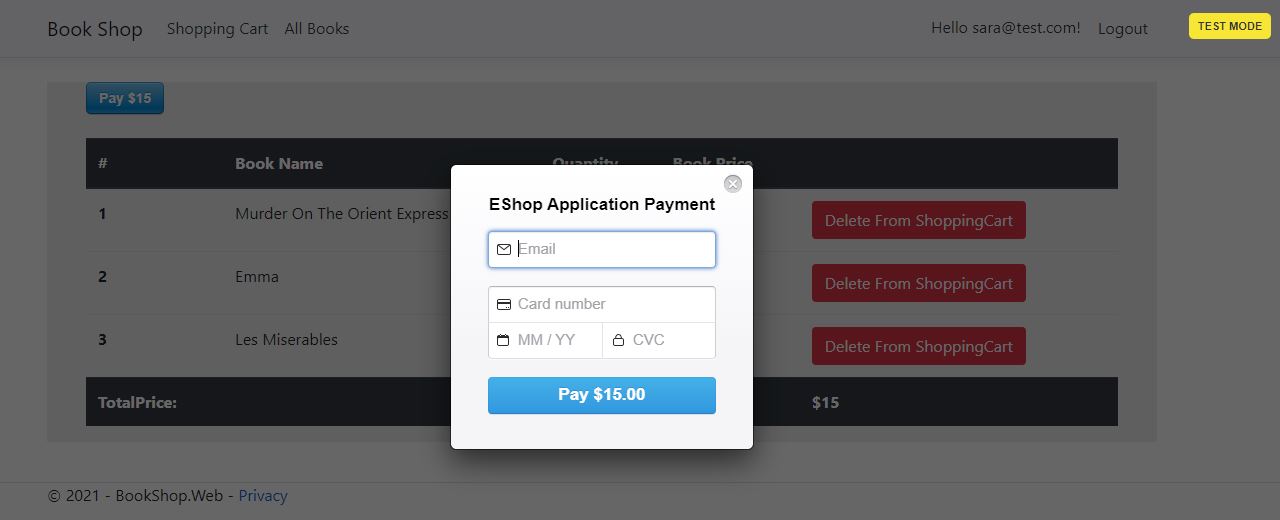 Book Shop Shopping Cart All Books Hello sara@test.com! Logout TEST MODE
Pay $15
# Book Name Quantity Book Price
1 Murder On The Orient Express Delete From ShoppingCart
2 Emma Delete From ShoppingCart
3 Les Miserables Delete From ShoppingCart
TotalPrice: $15
EShop Application Payment
Email
Card number
MM / YY CVC
Pay $15.00
© 2021 - BookShop.Web - Privacy